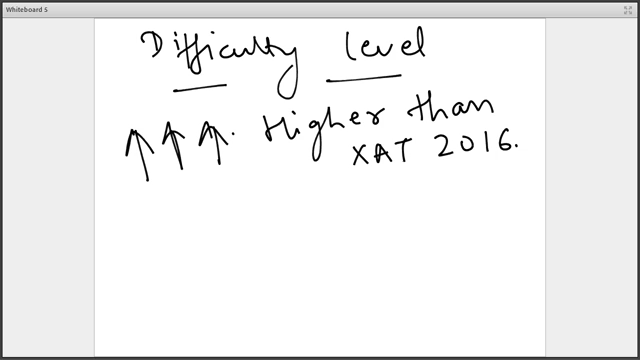 Whiteboard 5
Difficulty level
↑↑↑. Higher than
XAT 2016.